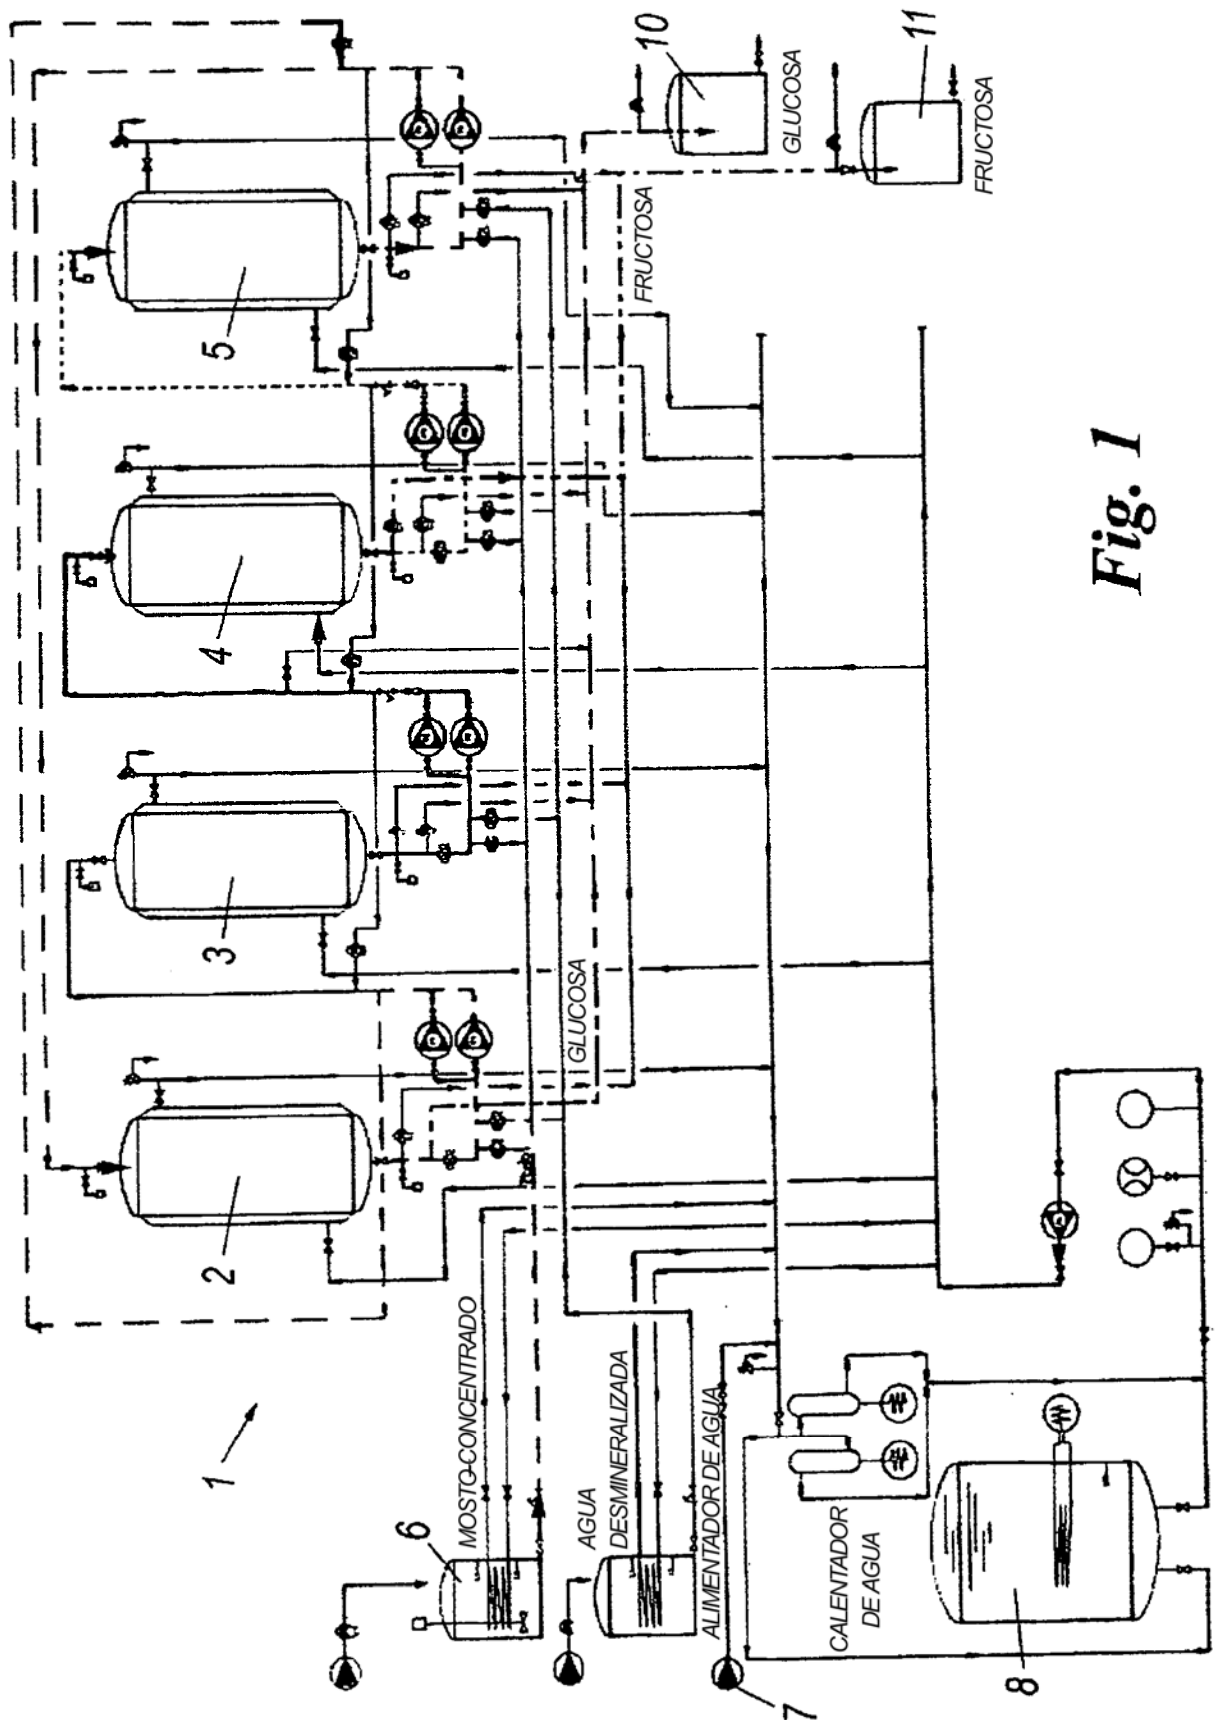 1
2
3
4
5
6
7
8
10
11
MOSTO-CONCENTRADO
AGUA
DESMINERALIZADA
ALIMENTADOR DE AGUA
CALENTADOR
DE AGUA
GLUCOSA
FRUCTOSA
GLUCOSA
FRUCTOSA
Fig. 1